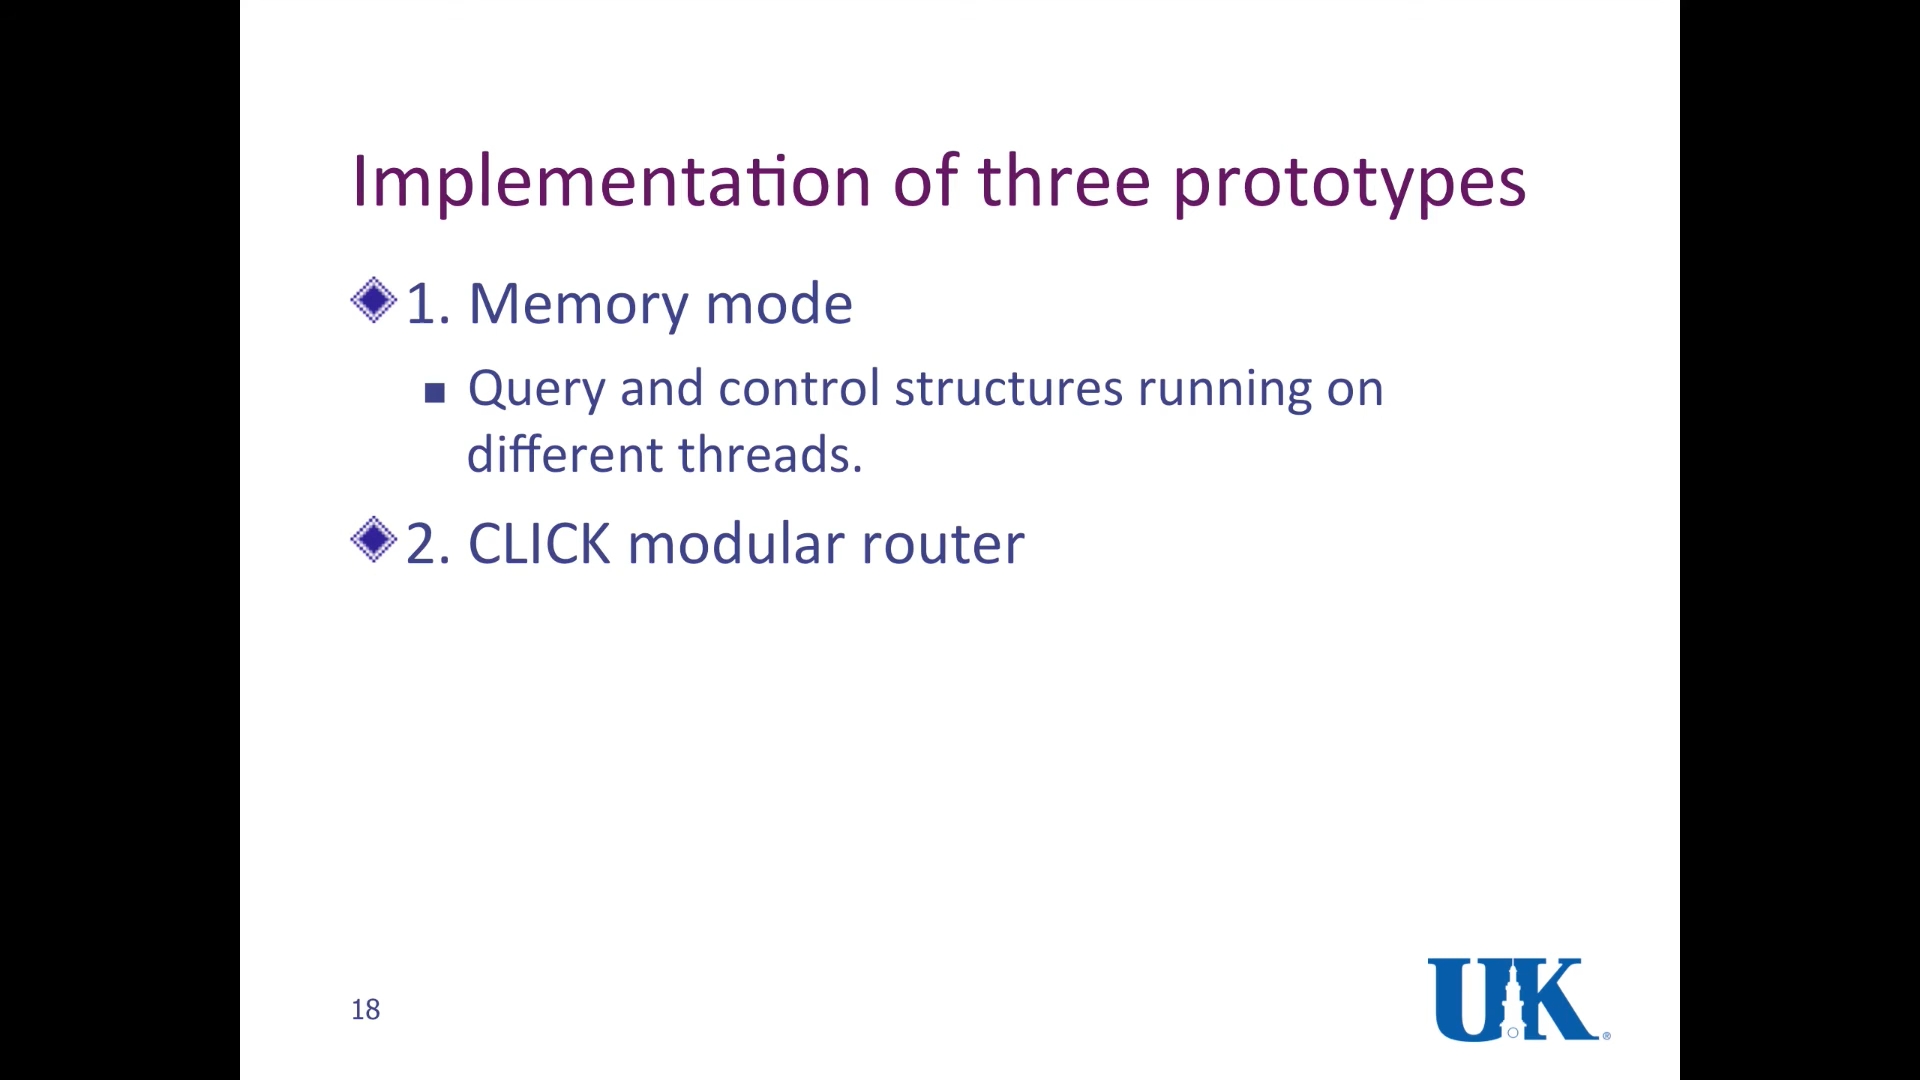 Implementation of three prototypes
1. Memory mode
Query and control structures running on
different threads.
2. CLICK modular router
18
UK®